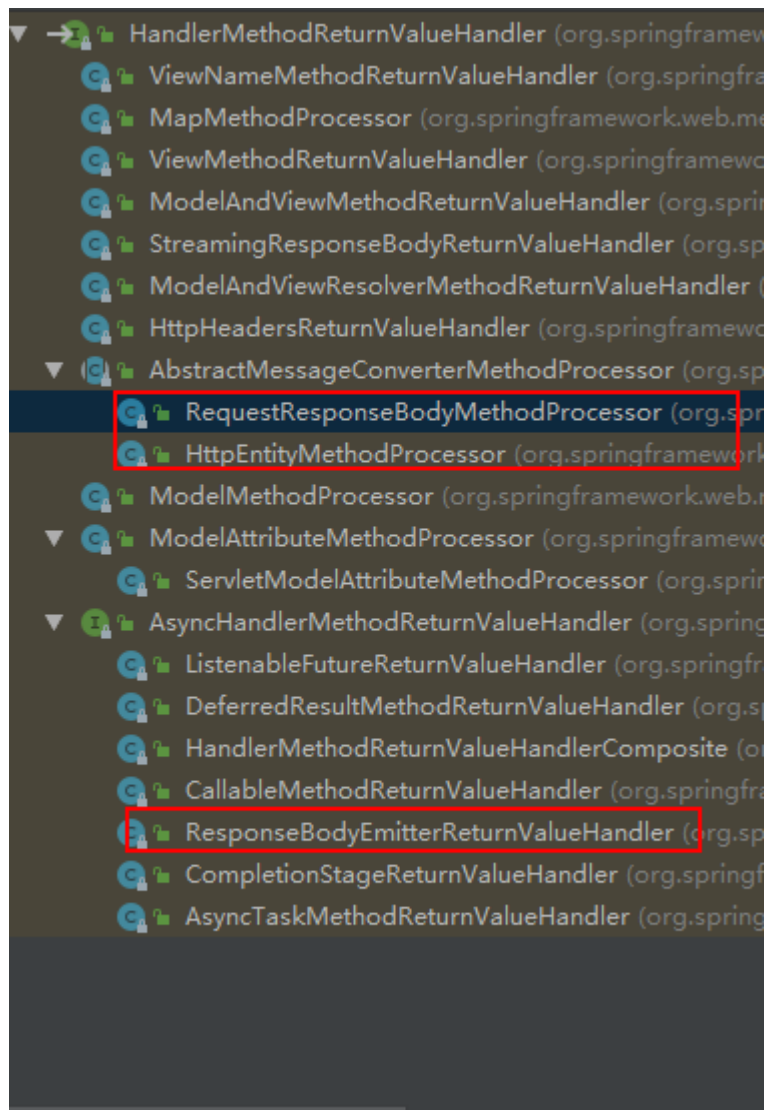 HandlerMethodReturnValueHandler (org.springframew
ViewNameMethodReturnValueHandler (org.springfra
MapMethodProcessor (org.springframework.web.me
ViewMethodReturnValueHandler (org.springframewo
ModelAndViewMethodReturnValueHandler (org.sprin
StreamingResponseBodyReturnValueHandler (org.sp
ModelAndViewResolverMethodReturnValueHandler (
HttpHeadersReturnValueHandler (org.springframewo
AbstractMessageConverterMethodProcessor (org.sp
RequestResponseBodyMethodProcessor (org.spr
HttpEntityMethodProcessor (org.springframework
ModelMethodProcessor (org.springframework.web.r
ModelAttributeMethodProcessor (org.springframewo
ServletModelAttributeMethodProcessor (org.sprin
AsyncHandlerMethodReturnValueHandler (org.spring
ListenableFutureReturnValueHandler (org.springfr
DeferredResultMethodReturnValueHandler (org.sp
HandlerMethodReturnValueHandlerComposite (or
CallableMethodReturnValueHandler (org.springfra
ResponseBodyEmitterReturnValueHandler (org.sp
CompletionStageReturnValueHandler (org.springf
AsyncTaskMethodReturnValueHandler (org.spring